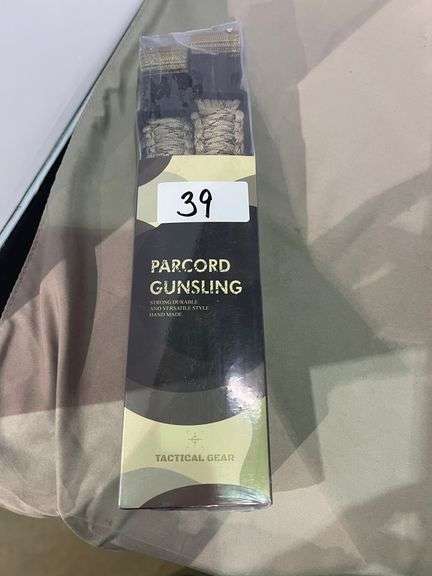 39
PARCORD
GUNSLING
STRONG DURABLE
AND VERSATILE STYLE
HAND MADE
TACTICAL GEAR